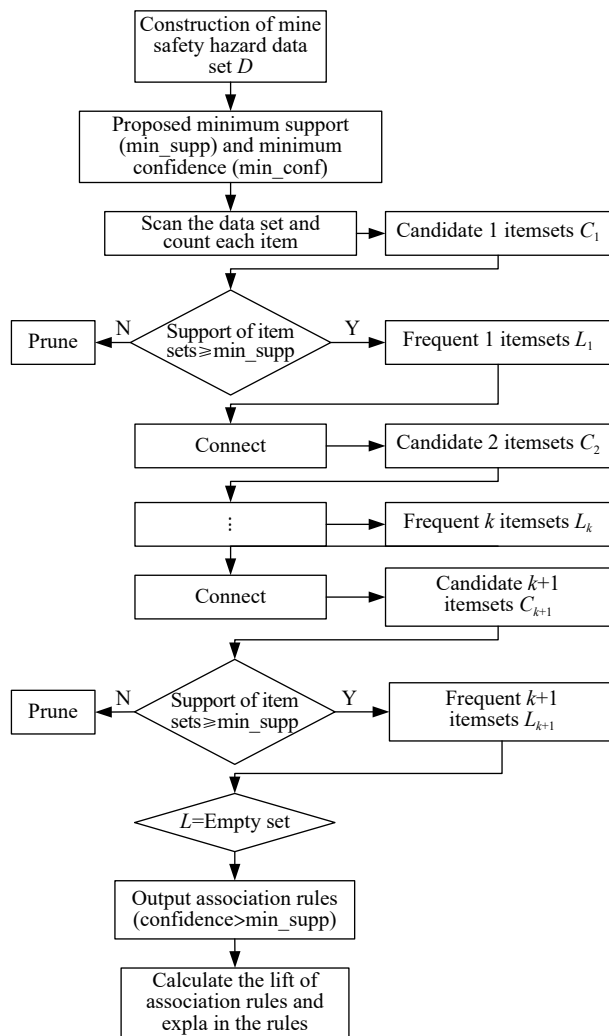 Construction of mine
safety hazard data
set D
Proposed minimum support
(min_supp) and minimum
confidence (min_conf)
Scan the data set and
count each item
Candidate 1 itemsets C₁
N
Y
Prune
Support of item
sets⩾min_supp
Frequent 1 itemsets L₁
Connect
Candidate 2 itemsets C₂
⋮
Frequent k itemsets Lₖ
Connect
Candidate k+1
itemsets Cₖ₊₁
N
Y
Prune
Support of item
sets⩾min_supp
Frequent k+1
itemsets Lₖ₊₁
L=Empty set
Output association rules
(confidence>min_supp)
Calculate the lift of
association rules and
expla in the rules